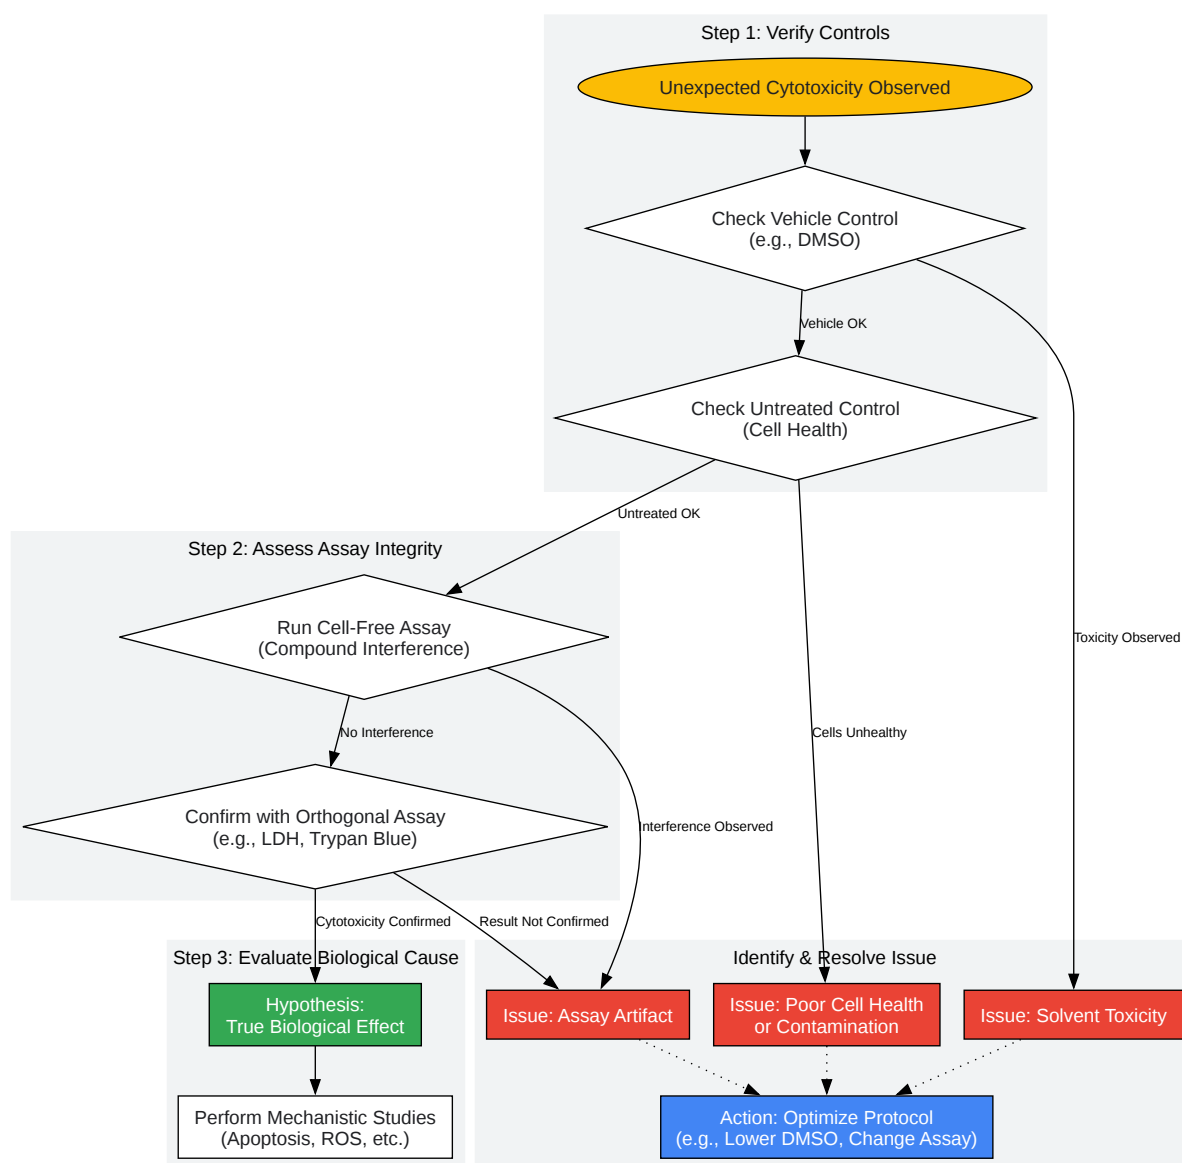 Step 1: Verify Controls
Unexpected Cytotoxicity Observed
Check Vehicle Control
(e.g., DMSO)
Vehicle OK
Check Untreated Control
(Cell Health)
Untreated OK
Step 2: Assess Assay Integrity
Run Cell-Free Assay
(Compound Interference)
Toxicity Observed
No Interference
Cells Unhealthy
Confirm with Orthogonal Assay
(e.g., LDH, Trypan Blue)
Interference Observed
Cytotoxicity Confirmed
Result Not Confirmed
Step 3: Evaluate Biological Cause
Identify & Resolve Issue
Hypothesis:
True Biological Effect
Issue: Assay Artifact
Issue: Poor Cell Health
or Contamination
Issue: Solvent Toxicity
Perform Mechanistic Studies
(Apoptosis, ROS, etc.)
Action: Optimize Protocol
(e.g., Lower DMSO, Change Assay)